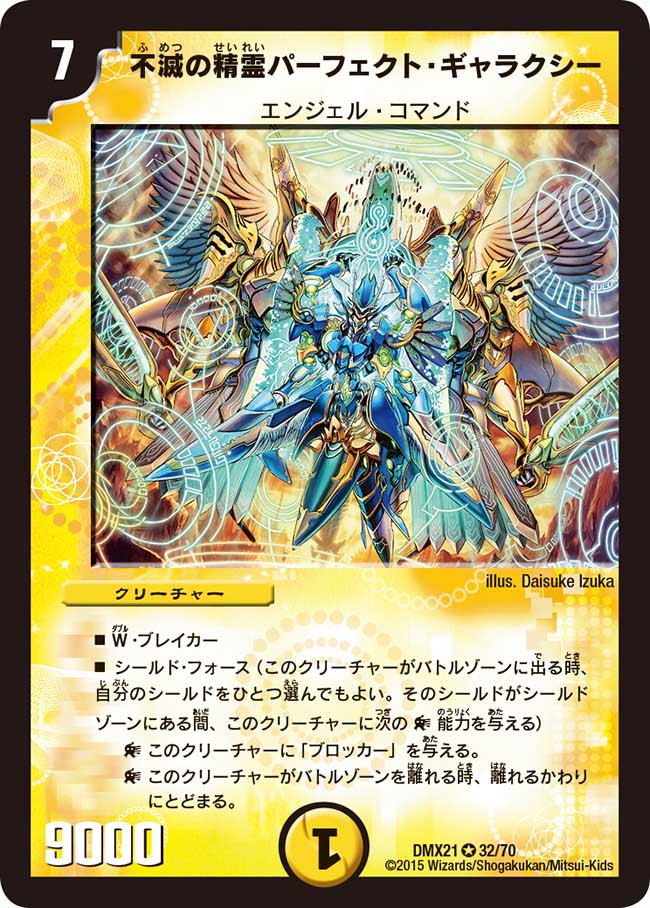 7
不滅の精霊パーフェクト・ギャラクシー
エンジェル・コマンド
illus. Daisuke Izuka
クリーチャー
■ W・ブレイカー
■ シールド・フォース（このクリーチャーがバトルゾーンに出る時、
自分のシールドをひとつ選んでもよい。そのシールドがシールド
ゾーンにある間、このクリーチャーに次の 能力を与える）
このクリーチャーに「ブロッカー」を与える。
このクリーチャーがバトルゾーンを離れる時、離れるかわり
にとどまる。
9000
1
DMX21 32/70
©2015 Wizards/Shogakukan/Mitsui-Kids